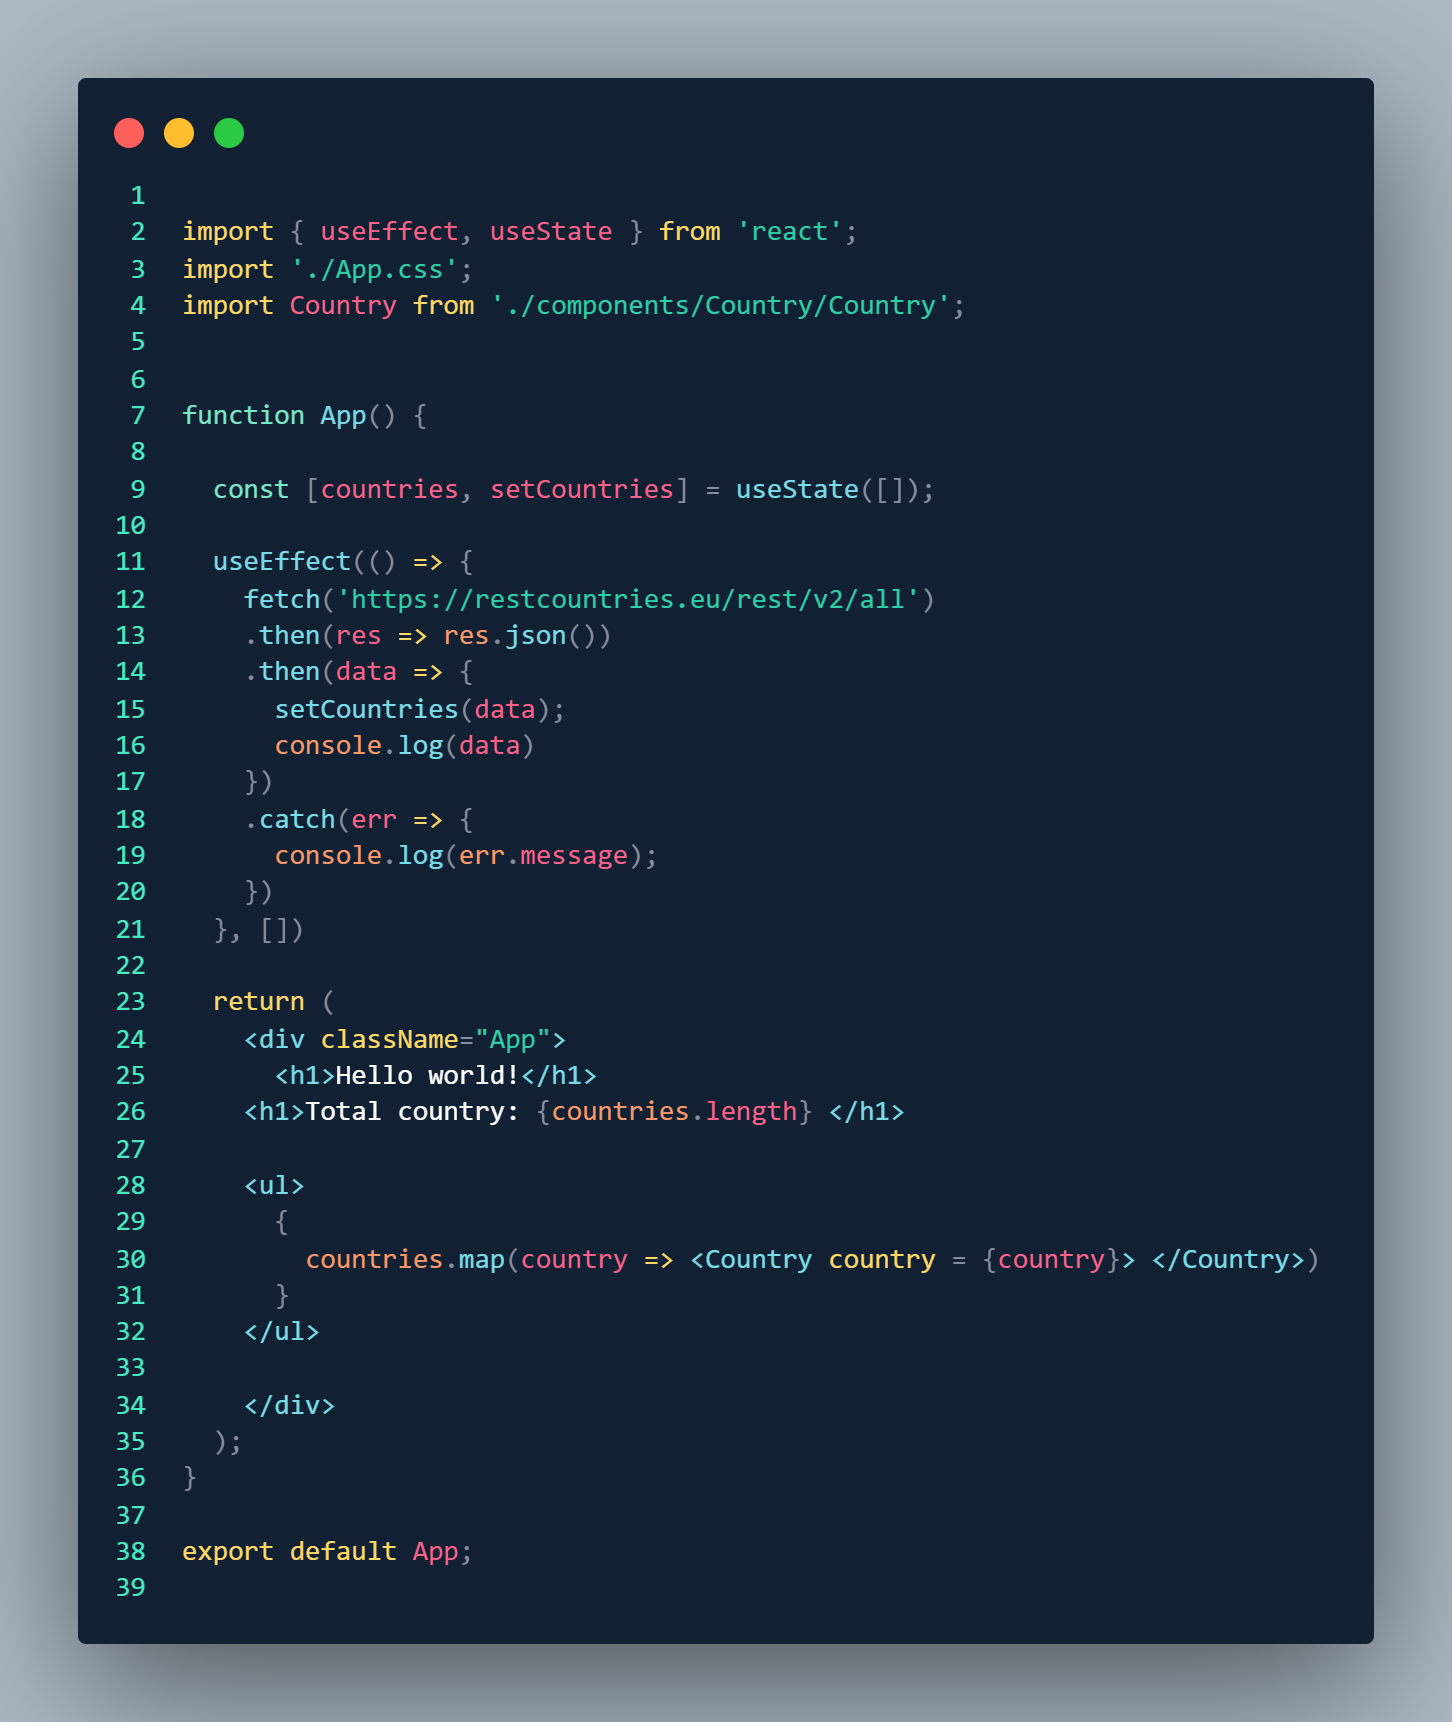 1
2 import { useEffect, useState } from 'react';
3 import './App.css';
4 import Country from './components/Country/Country';
5
6
7 function App() {
8
9   const [countries, setCountries] = useState([]);
10
11   useEffect(() => {
12     fetch('https://restcountries.eu/rest/v2/all')
13     .then(res => res.json())
14     .then(data => {
15       setCountries(data);
16       console.log(data)
17     })
18     .catch(err => {
19       console.log(err.message);
20     })
21   }, [])
22
23   return (
24     <div className="App">
25       <h1>Hello world!</h1>
26     <h1>Total country: {countries.length} </h1>
27
28     <ul>
29       {
30         countries.map(country => <Country country = {country}> </Country>)
31       }
32     </ul>
33
34     </div>
35   );
36 }
37
38 export default App;
39